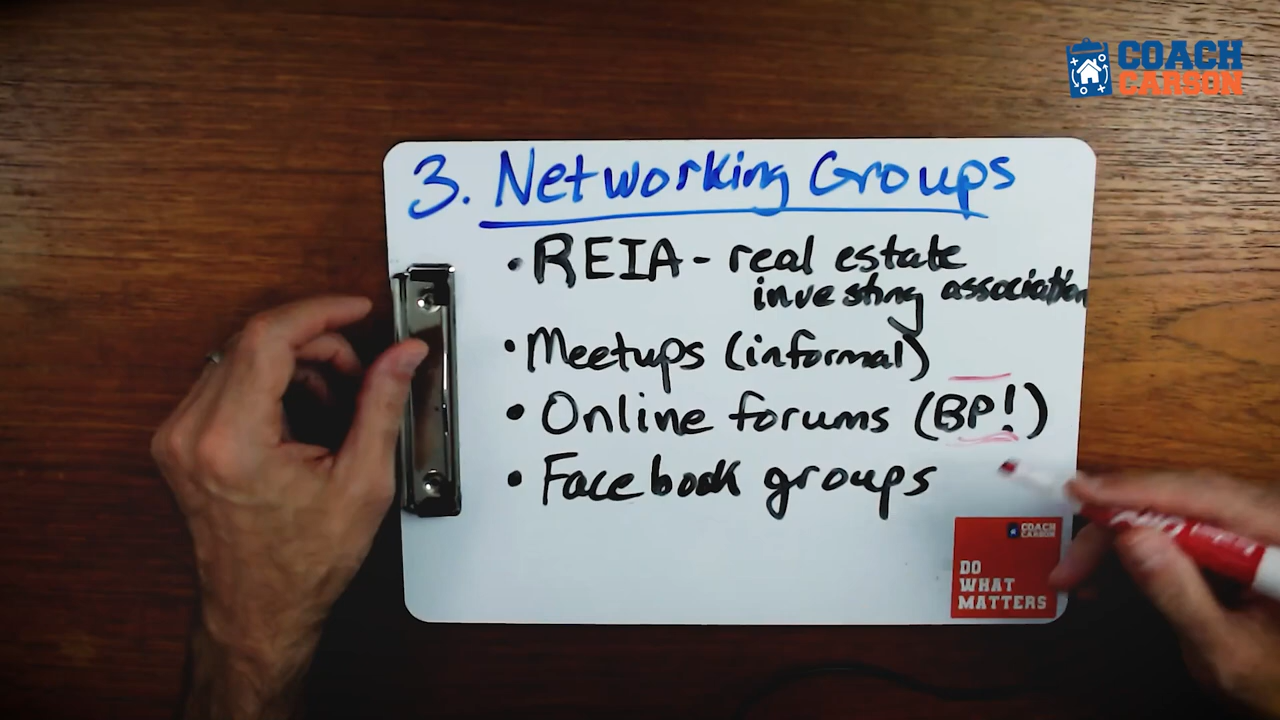 COACH
CARSON
3. Networking Groups
• REIA - real estate
investing association
• Meetups (informal)
• Online forums (BP!)
• Facebook groups
COACH
CARSON
DO
WHAT
MATTERS